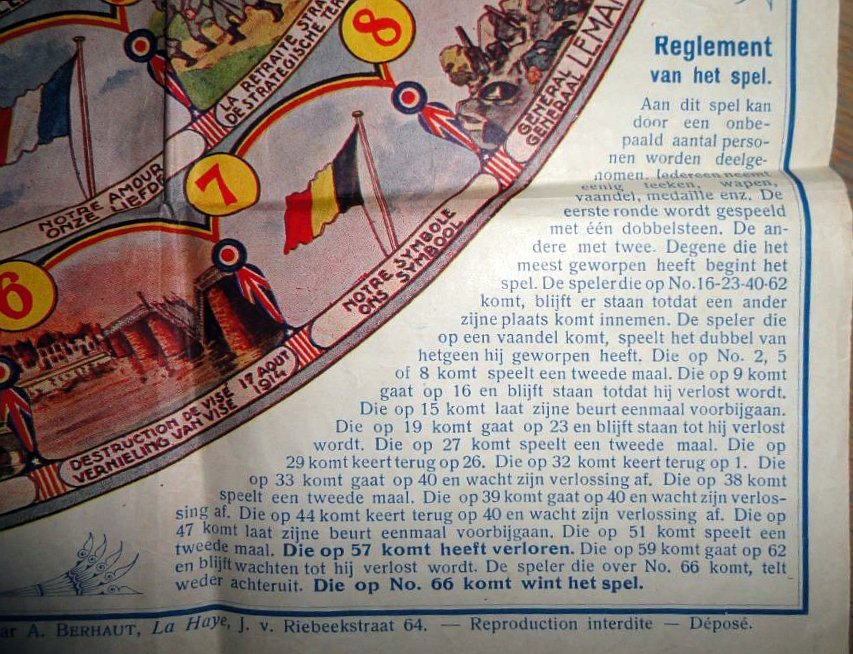 8
LA RETRAITE STRA
DE STRATEGISCHE TER
GENERAL LEMAN
GENERAAL
NOTRE AMOUR
ONZE LIEFDE
7
NOTRE SYMBOLE
ONS SYMBOOL
6
DESTRUCTION DE VISÉ 17 AOUT
VERNIELING VAN VISÉ 1914
Reglement
van het spel.
Aan dit spel kan
door een onbe-
paald aantal perso-
nen worden deelge-
nomen. Iedereen neemt
eenig teeken, wapen,
vaandel, medaille enz. De
eerste ronde wordt gespeeld
met één dobbelsteen. De an-
dere met twee. Degene die het
meest geworpen heeft begint het
spel. De speler die op No. 16-23-40-62
komt, blijft er staan totdat een ander
zijne plaats komt innemen. De speler die
op een vaandel komt, speelt het dubbel van
hetgeen hij geworpen heeft. Die op No. 2, 5
of 8 komt speelt een tweede maal. Die op 9 komt
gaat op 16 en blijft staan totdat hij verlost wordt.
Die op 15 komt laat zijne beurt eenmaal voorbijgaan.
Die op 19 komt gaat op 23 en blijft staan tot hij verlost
wordt. Die op 27 komt speelt een tweede maal. Die op
29 komt keert terug op 26. Die op 32 komt keert terug op 1. Die
op 33 komt gaat op 40 en wacht zijn verlossing af. Die op 38 komt
speelt een tweede maal. Die op 39 komt gaat op 40 en wacht zijn verlos-
sing af. Die op 44 komt keert terug op 40 en wacht zijn verlossing af. Die op
47 komt laat zijne beurt eenmaal voorbijgaan. Die op 51 komt speelt een
tweede maal. Die op 57 komt heeft verloren. Die op 59 komt gaat op 62
en blijft wachten tot hij verlost wordt. De speler die over No. 66 komt, telt
weder achteruit. Die op No. 66 komt wint het spel.
ar A. BERHAUT, La Haye, J. v. Riebeekstraat 64. — Reproduction interdite — Déposé.